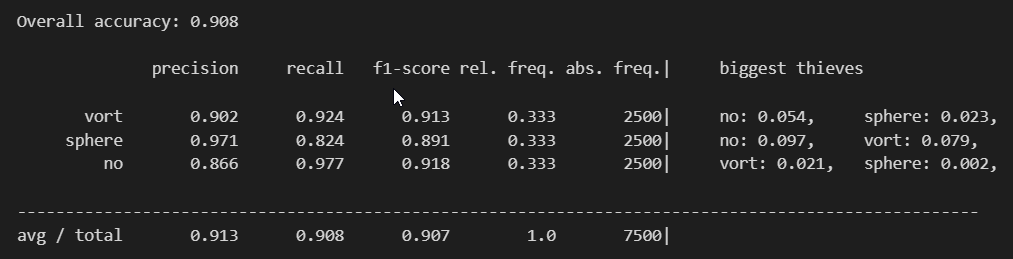 Overall accuracy: 0.908
precision recall f1-score rel. freq. abs. freq.| biggest thieves
vort 0.902 0.924 0.913 0.333 2500| no: 0.054, sphere: 0.023,
sphere 0.971 0.824 0.891 0.333 2500| no: 0.097, vort: 0.079,
no 0.866 0.977 0.918 0.333 2500| vort: 0.021, sphere: 0.002,
----------------------------------------------------------------------------------------------------
avg / total 0.913 0.908 0.907 1.0 7500|